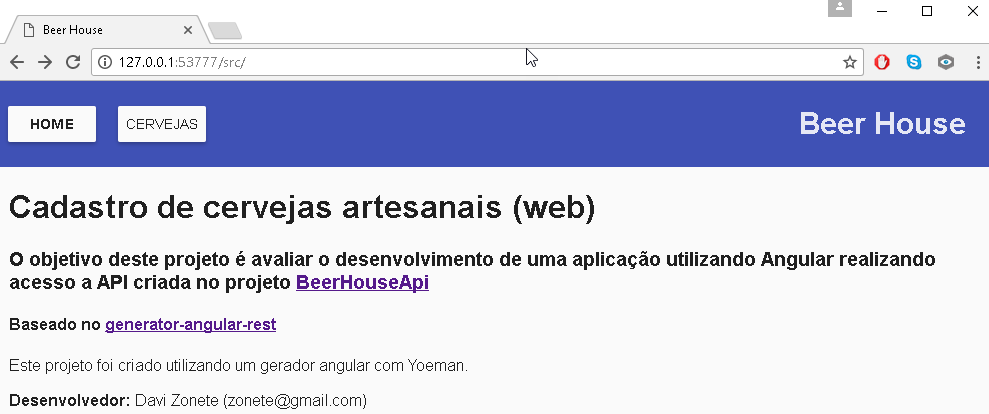 Beer House
127.0.0.1:53777/src/
HOME
CERVEJAS
Beer House
Cadastro de cervejas artesanais (web)
O objetivo deste projeto é avaliar o desenvolvimento de uma aplicação utilizando Angular realizando
acesso a API criada no projeto BeerHouseApi
Baseado no generator-angular-rest
Este projeto foi criado utilizando um gerador angular com Yoeman.
Desenvolvedor: Davi Zonete (zonete@gmail.com)